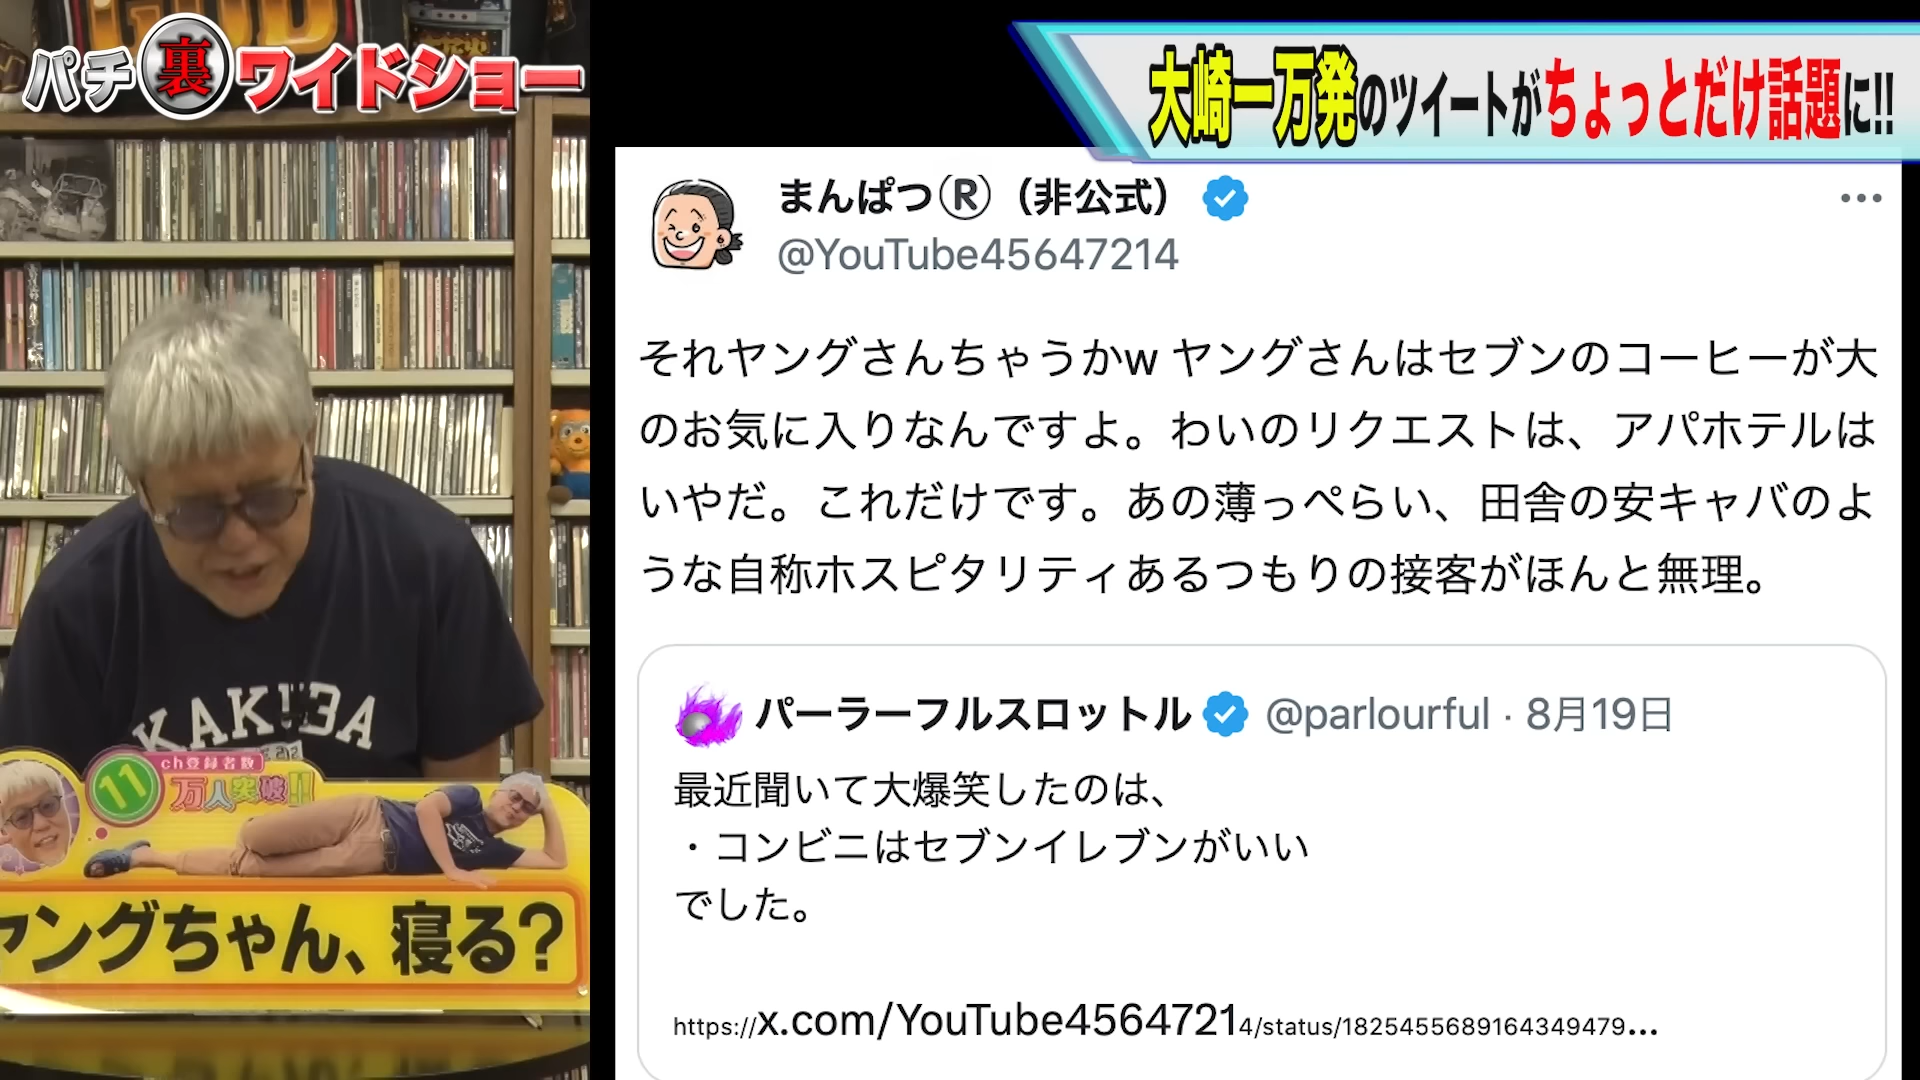 パチ裏ワイドショー
大崎一万発のツイートがちょっとだけ話題に!!
まんぱつⓇ（非公式）
@YouTube45647214
それヤングさんちゃうかw ヤングさんはセブンのコーヒーが大
のお気に入りなんですよ。わいのリクエストは、アパホテルは
いやだ。これだけです。あの薄っぺらい、田舎の安キャバのよ
うな自称ホスピタリティあるつもりの接客がほんと無理。
パーラーフルスロットル @parlourful · 8月19日
最近聞いて大爆笑したのは、
・コンビニはセブンイレブンがいい
でした。
https://x.com/YouTube45647214/status/1825455689164349479...
ch登録者数
11
万人突破!!
ヤングちゃん、寝る?